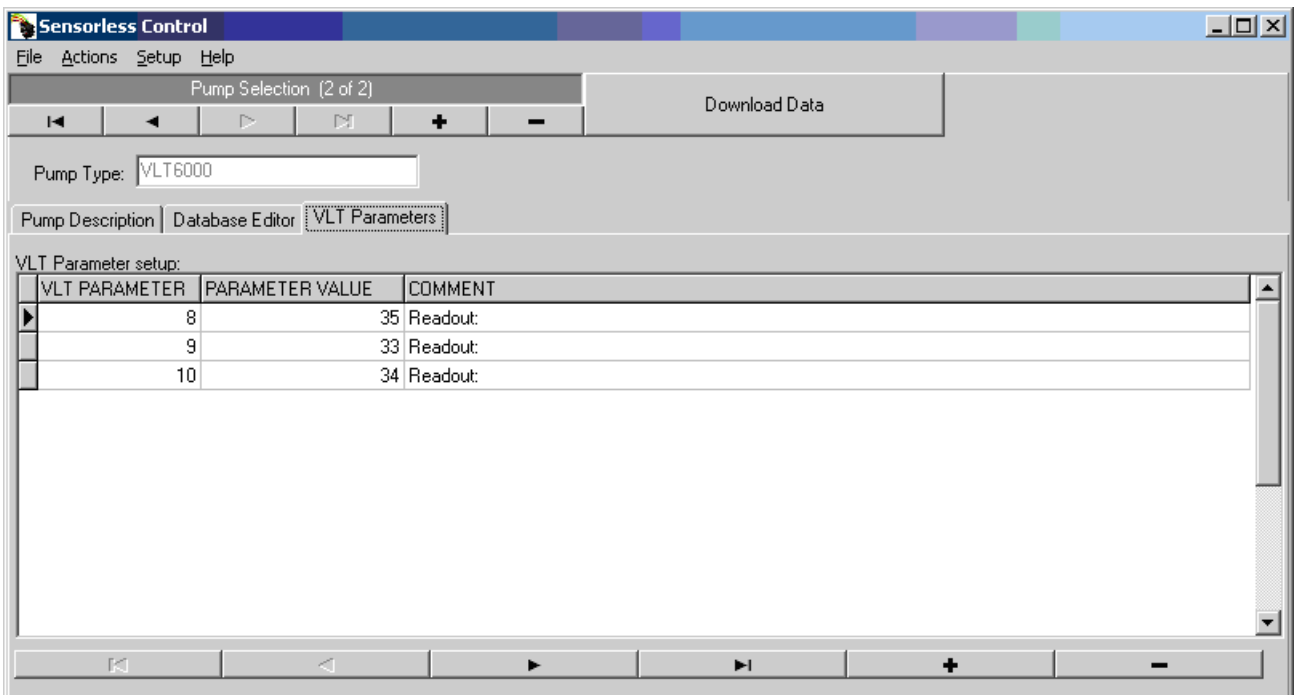 Sensorless Control
File Actions Setup Help
Pump Selection (2 of 2)
Download Data
Pump Type: VLT6000
Pump Description Database Editor VLT Parameters
VLT Parameter setup:
VLT PARAMETER PARAMETER VALUE COMMENT
8 35 Readout:
9 33 Readout:
10 34 Readout: